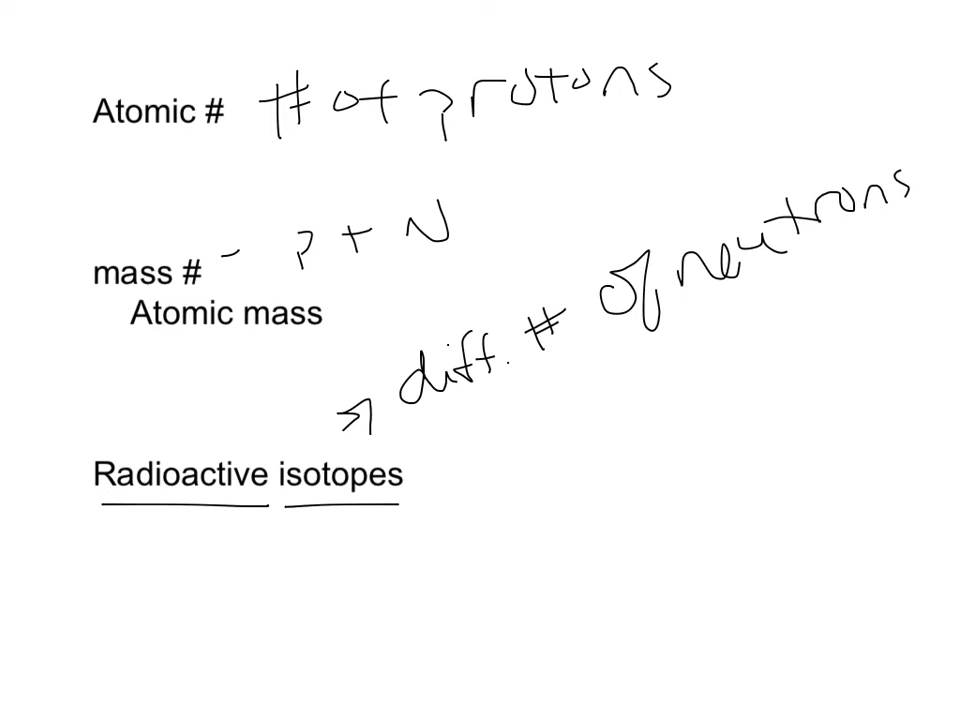 Atomic # # of protons
mass # - P + N
Atomic mass
→ diff. # of neutrons
Radioactive isotopes